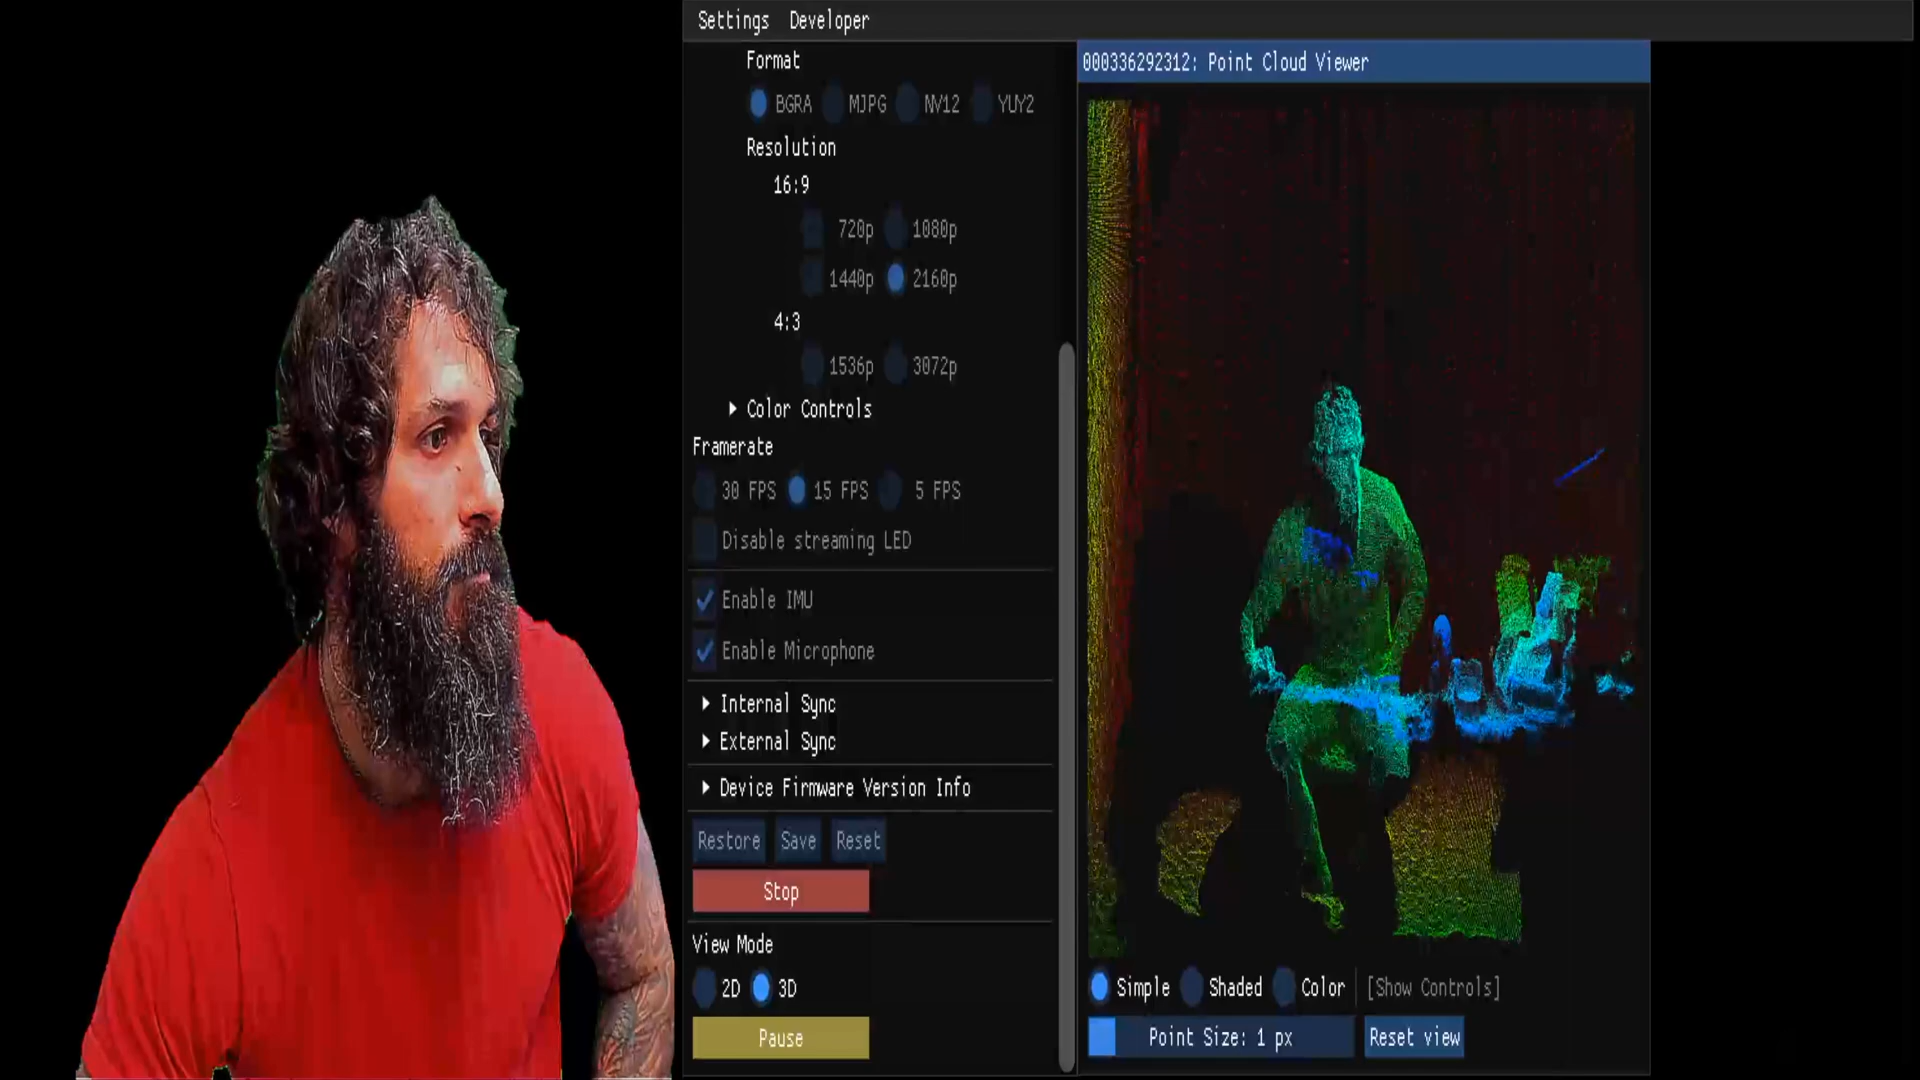 Settings Developer
Format
BGRA MJPG NV12 YUY2
Resolution
16:9
720p 1080p
1440p 2160p
4:3
1536p 3072p
Color Controls
Framerate
30 FPS 15 FPS 5 FPS
Disable streaming LED
Enable IMU
Enable Microphone
Internal Sync
External Sync
Device Firmware Version Info
Restore Save Reset
Stop
View Mode
2D 3D
Pause
000336292312: Point Cloud Viewer
Simple Shaded Color [Show Controls]
Point Size: 1 px Reset view